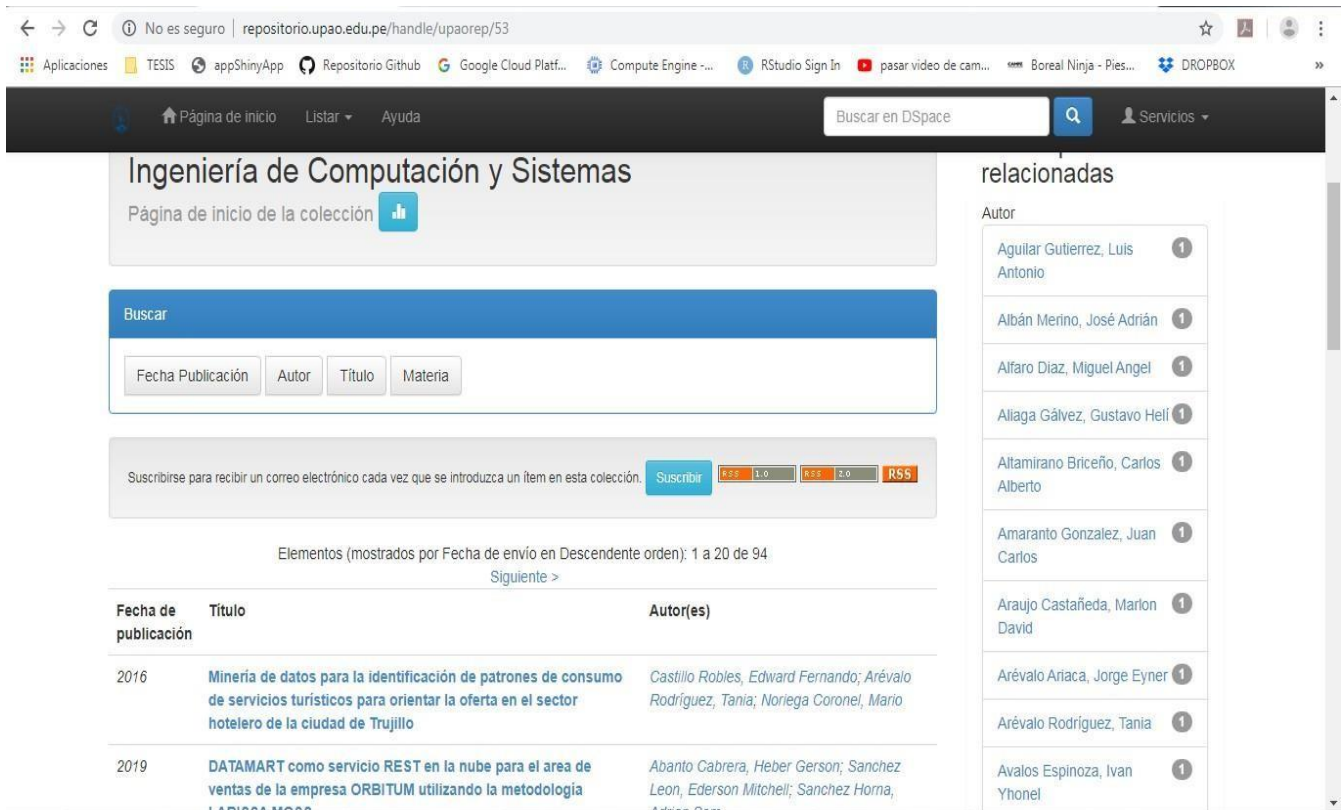 No es seguro | repositorio.upao.edu.pe/handle/upaorep/53
Aplicaciones TESIS appShinyApp Repositorio Github Google Cloud Platf... Compute Engine -... RStudio Sign In pasar video de cam... Boreal Ninja - Pies... DROPBOX »
Página de inicio Listar Ayuda Buscar en DSpace Servicios
Ingeniería de Computación y Sistemas
Página de inicio de la colección
Buscar
Fecha Publicación Autor Título Materia
Suscribirse para recibir un correo electrónico cada vez que se introduzca un ítem en esta colección. Suscribir RSS 1.0 RSS 2.0 RSS
Elementos (mostrados por Fecha de envío en Descendente orden): 1 a 20 de 94
Siguiente >
Fecha de Título Autor(es)
publicación
2016 Minería de datos para la identificación de patrones de consumo Castillo Robles, Edward Fernando; Arévalo
de servicios turísticos para orientar la oferta en el sector Rodríguez, Tania; Noriega Coronel, Mario
hotelero de la ciudad de Trujillo
2019 DATAMART como servicio REST en la nube para el area de Abanto Cabrera, Heber Gerson; Sanchez
ventas de la empresa ORBITUM utilizando la metodología Leon, Ederson Mitchell; Sanchez Horna,
relacionadas
Autor
Aguilar Gutierrez, Luis 1
Antonio
Albán Merino, José Adrián 1
Alfaro Diaz, Miguel Angel 1
Aliaga Gálvez, Gustavo Helí 1
Altamirano Briceño, Carlos 1
Alberto
Amaranto Gonzalez, Juan 1
Carlos
Araujo Castañeda, Marlon 1
David
Arévalo Ariaca, Jorge Eyner 1
Arévalo Rodríguez, Tania 1
Avalos Espinoza, Ivan 1
Yhonel